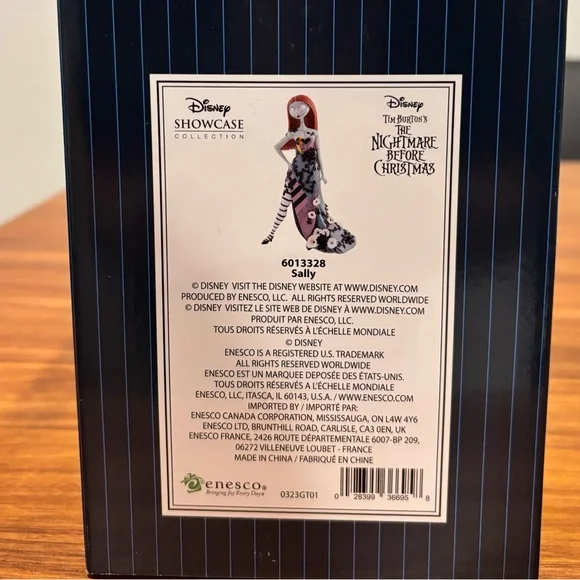 Disney
SHOWCASE
COLLECTION
Disney
TIM BURTON'S
THE
NIGHTMARE
BEFORE
CHRISTMAS
6013328
Sally
© DISNEY VISIT THE DISNEY WEBSITE AT WWW.DISNEY.COM
PRODUCED BY ENESCO, LLC. ALL RIGHTS RESERVED WORLDWIDE
© DISNEY VISITEZ LE SITE WEB DE DISNEY À WWW.DISNEY.COM
PRODUIT PAR ENESCO, LLC.
TOUS DROITS RÉSERVÉS À L'ÉCHELLE MONDIALE
© DISNEY
ENESCO IS A REGISTERED U.S. TRADEMARK
ALL RIGHTS RESERVED WORLDWIDE
ENESCO EST UN MARQUEE DEPOSÉE DES ÉTATS-UNIS.
TOUS DROITS RÉSERVÉS À L'ÉCHELLE MONDIALE
ENESCO, LLC, ITASCA, IL 60143, U.S.A. / WWW.ENESCO.COM
IMPORTED BY / IMPORTÉ PAR:
ENESCO CANADA CORPORATION, MISSISSAUGA, ON L4W 4Y6
ENESCO LTD, BRUNTHILL ROAD, CARLISLE, CA3 0EN, UK
ENESCO FRANCE, 2426 ROUTE DÉPARTEMENTALE 6007-BP 209,
06272 VILLENEUVE LOUBET - FRANCE
MADE IN CHINA / FABRIQUÉ EN CHINE
enesco®
Bringing Joy Every Day®
0323GT01
0 28399 36695 8